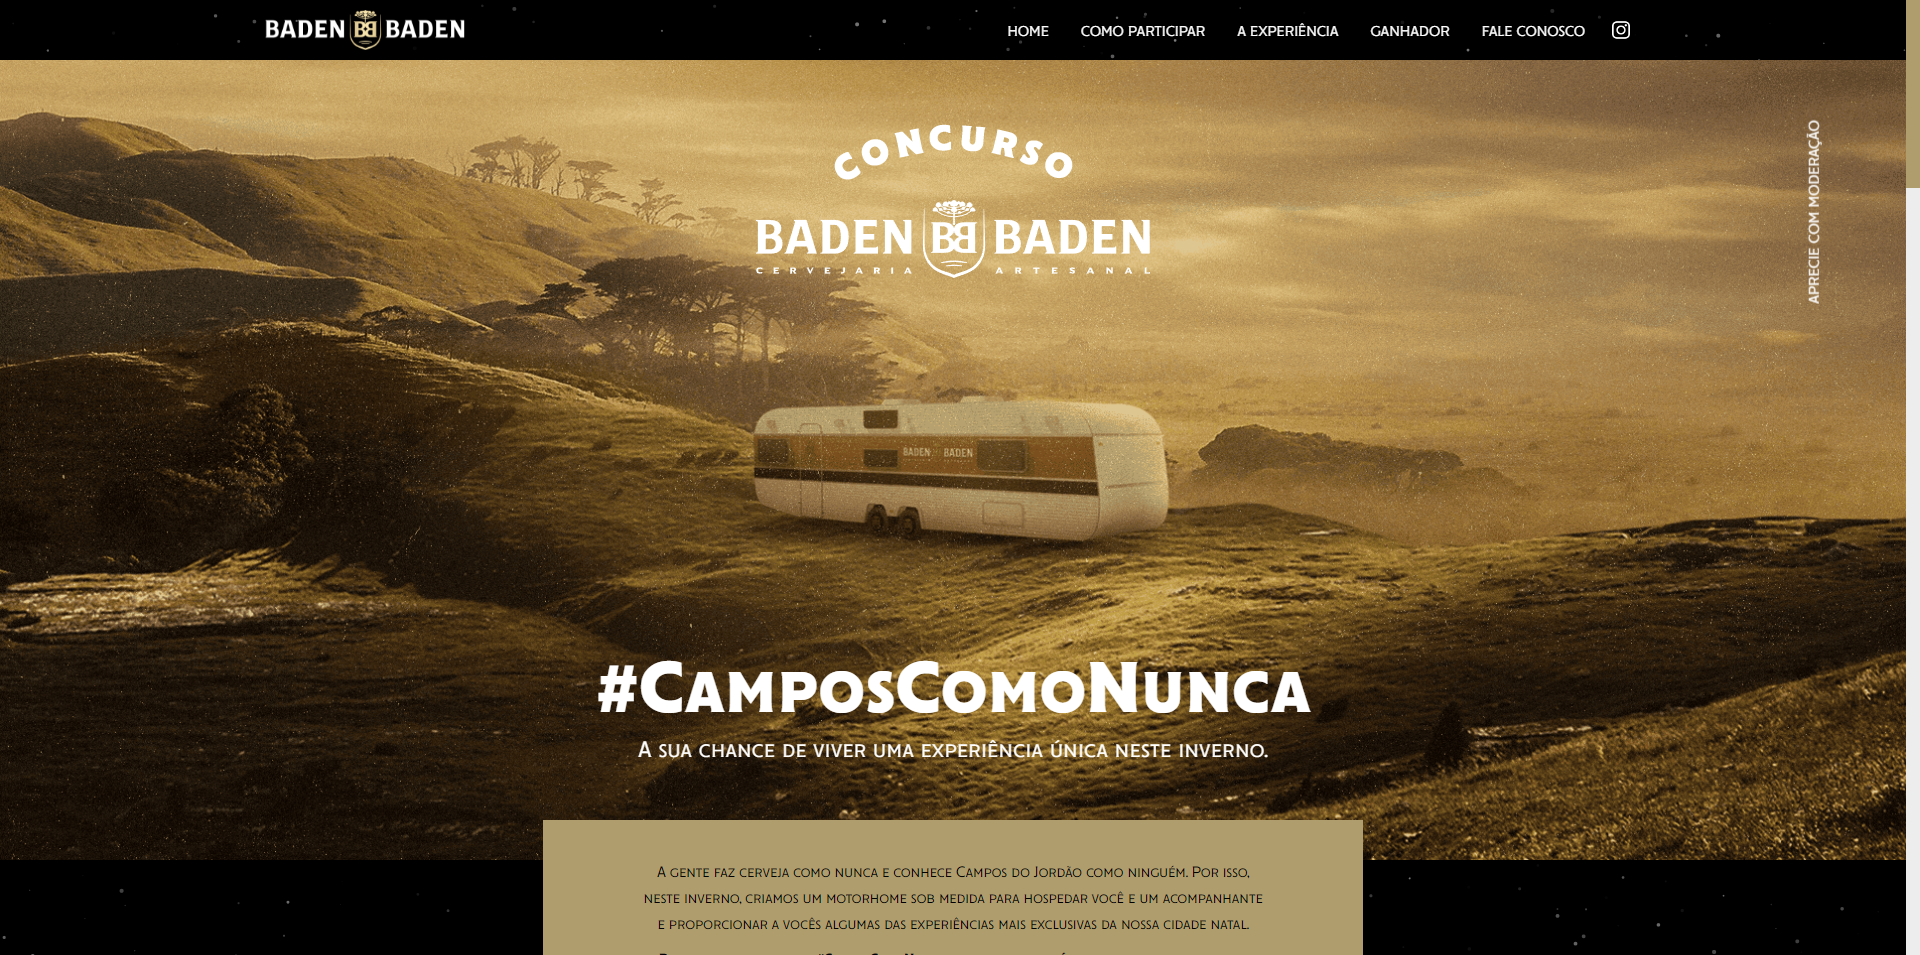 BADEN BB BADEN
HOME COMO PARTICIPAR A EXPERIÊNCIA GANHADOR FALE CONOSCO
APRECIE COM MODERAÇÃO
CONCURSO
BADEN BB BADEN
CERVEJARIA ARTESANAL
BADEN BADEN
#CamposComoNunca
A sua chance de viver uma experiência única neste inverno.
A gente faz cerveja como nunca e conhece Campos do Jordão como ninguém. Por isso,
neste inverno, criamos um motorhome sob medida para hospedar você e um acompanhante
e proporcionar a vocês algumas das experiências mais exclusivas da nossa cidade natal.